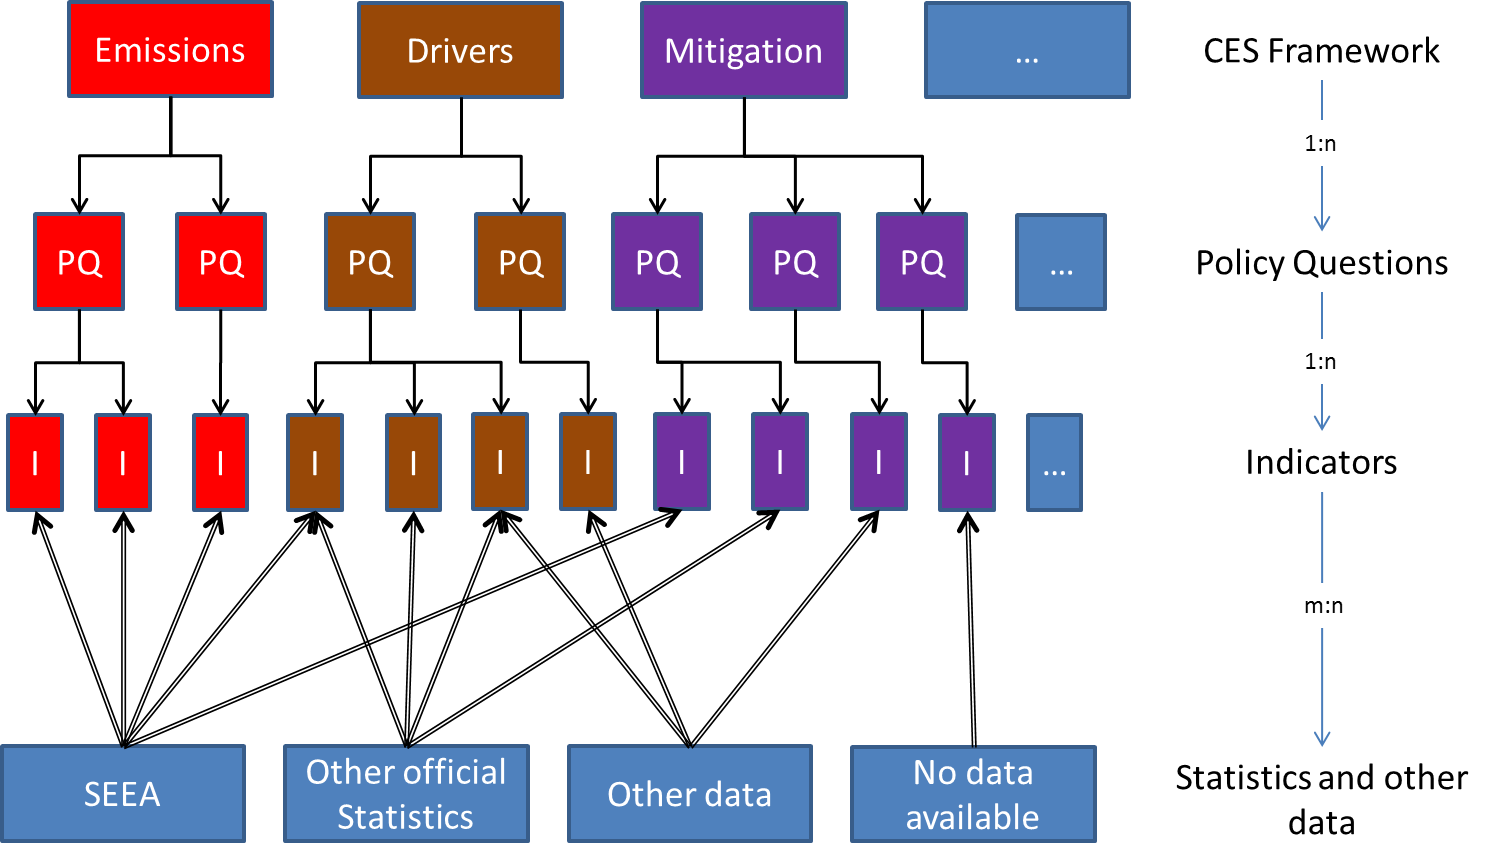 Emissions
Drivers
Mitigation
...
CES Framework
1:n
PQ
PQ
PQ
PQ
PQ
PQ
PQ
...
Policy Questions
1:n
I
I
I
I
I
I
I
I
I
I
I
...
Indicators
m:n
SEEA
Other official
Statistics
Other data
No data
available
Statistics and other
data